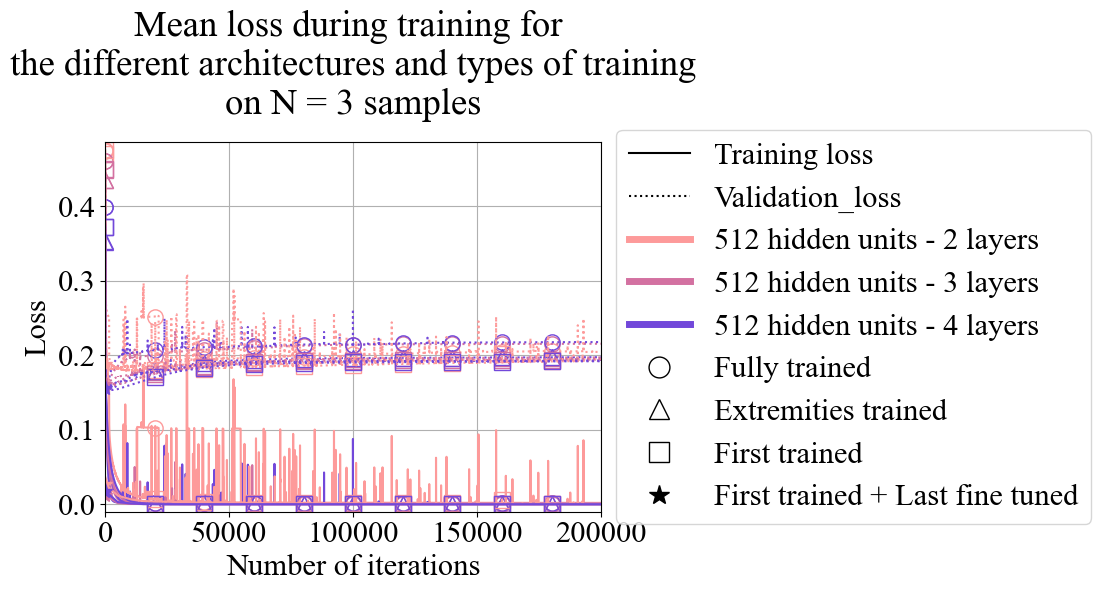 Mean loss during training for
the different architectures and types of training
on N = 3 samples
Training loss
Validation_loss
512 hidden units - 2 layers
512 hidden units - 3 layers
512 hidden units - 4 layers
Fully trained
Extremities trained
First trained
First trained + Last fine tuned
Loss
0.4
0.3
0.2
0.1
0.0
0 50000 100000 150000 200000
Number of iterations